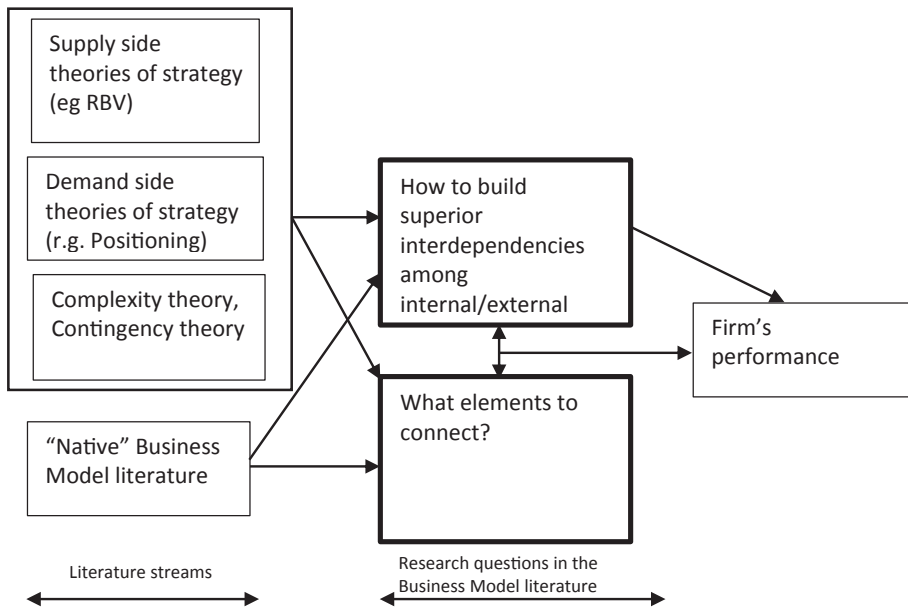 Supply side
theories of strategy
(eg RBV)
Demand side
theories of strategy
(r.g. Positioning)
Complexity theory,
Contingency theory
“Native” Business
Model literature
How to build
superior
interdependencies
among
internal/external
What elements to
connect?
Firm’s
performance
Literature streams
Research questions in the
Business Model literature